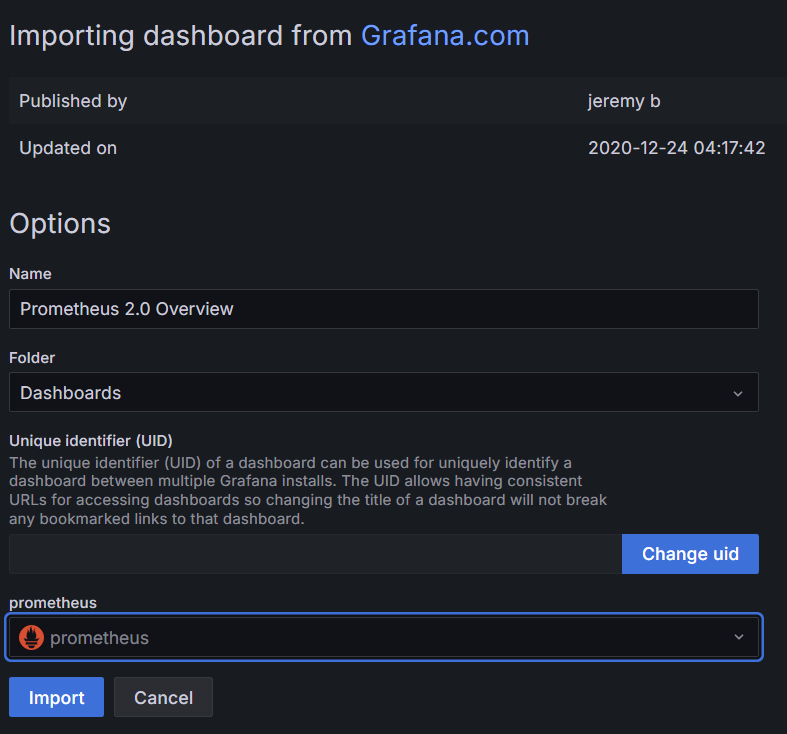 Importing dashboard from Grafana.com
Published by jeremy b
Updated on 2020-12-24 04:17:42
Options
Name
Prometheus 2.0 Overview
Folder
Dashboards
Unique identifier (UID)
The unique identifier (UID) of a dashboard can be used for uniquely identify a
dashboard between multiple Grafana installs. The UID allows having consistent
URLs for accessing dashboards so changing the title of a dashboard will not break
any bookmarked links to that dashboard.
Change uid
prometheus
prometheus
Import Cancel